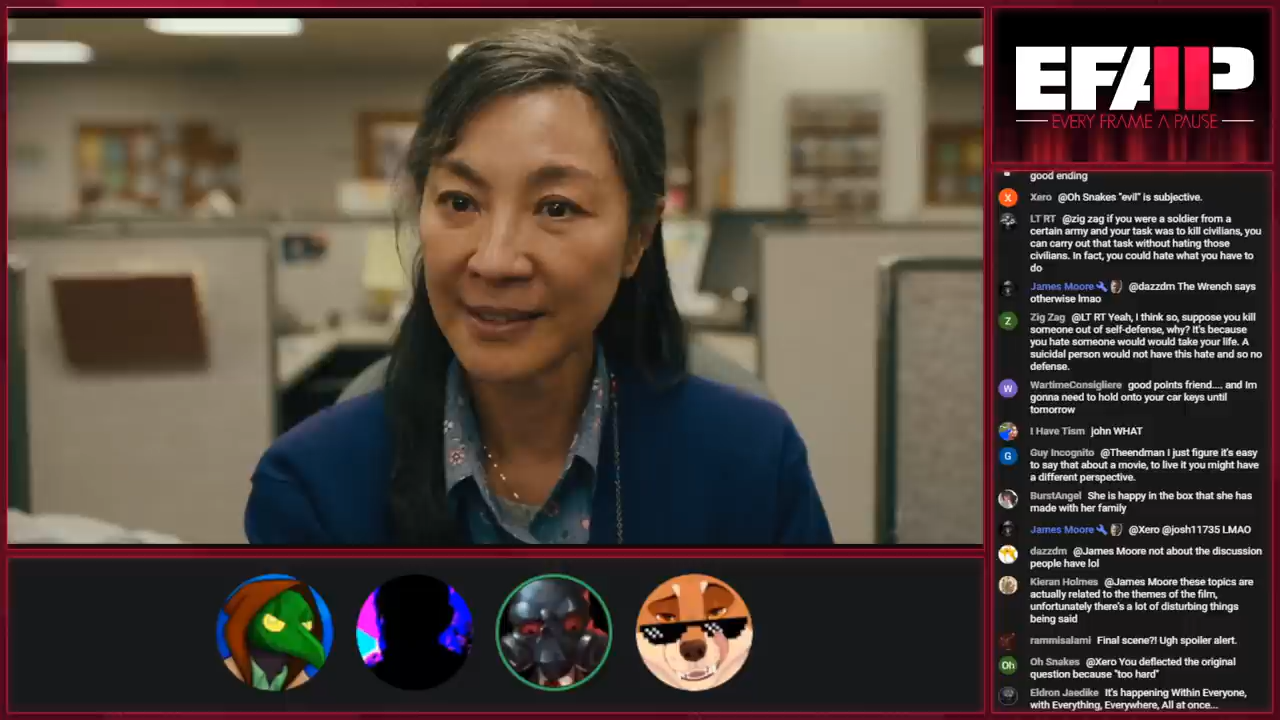 EFAP
EVERY FRAME A PAUSE
good ending
X
Xero @Oh Snakes "evil" is subjective.
LT RT @zig zag if you were a soldier from a
certain army and your task was to kill civilians, you
can carry out that task without hating those
civilians. In fact, you could hate what you have to
do
James Moore @dazzdm The Wrench says
otherwise lmao
Z
Zig Zag @LT RT Yeah, I think so, suppose you kill
someone out of self-defense, why? It's because
you hate someone would would take your life. A
suicidal person would not have this hate and so no
defense.
W
WartimeConsigliere good points friend.... and Im
gonna need to hold onto your car keys until
tomorrow
I Have Tism john WHAT
G
Guy Incognito @Theendman I just figure it's easy
to say that about a movie, to live it you might have
a different perspective.
BurstAngel She is happy in the box that she has
made with her family
James Moore @Xero @josh11735 LMAO
dazzdm @James Moore not about the discussion
people have lol
Kieran Holmes @James Moore these topics are
actually related to the themes of the film,
unfortunately there's a lot of disturbing things
being said
rammisalami Final scene?! Ugh spoiler alert.
Oh
Oh Snakes @Xero You deflected the original
question because "too hard"
Eldron Jaedike It's happening Within Everyone,
with Everything, Everywhere, All at once...